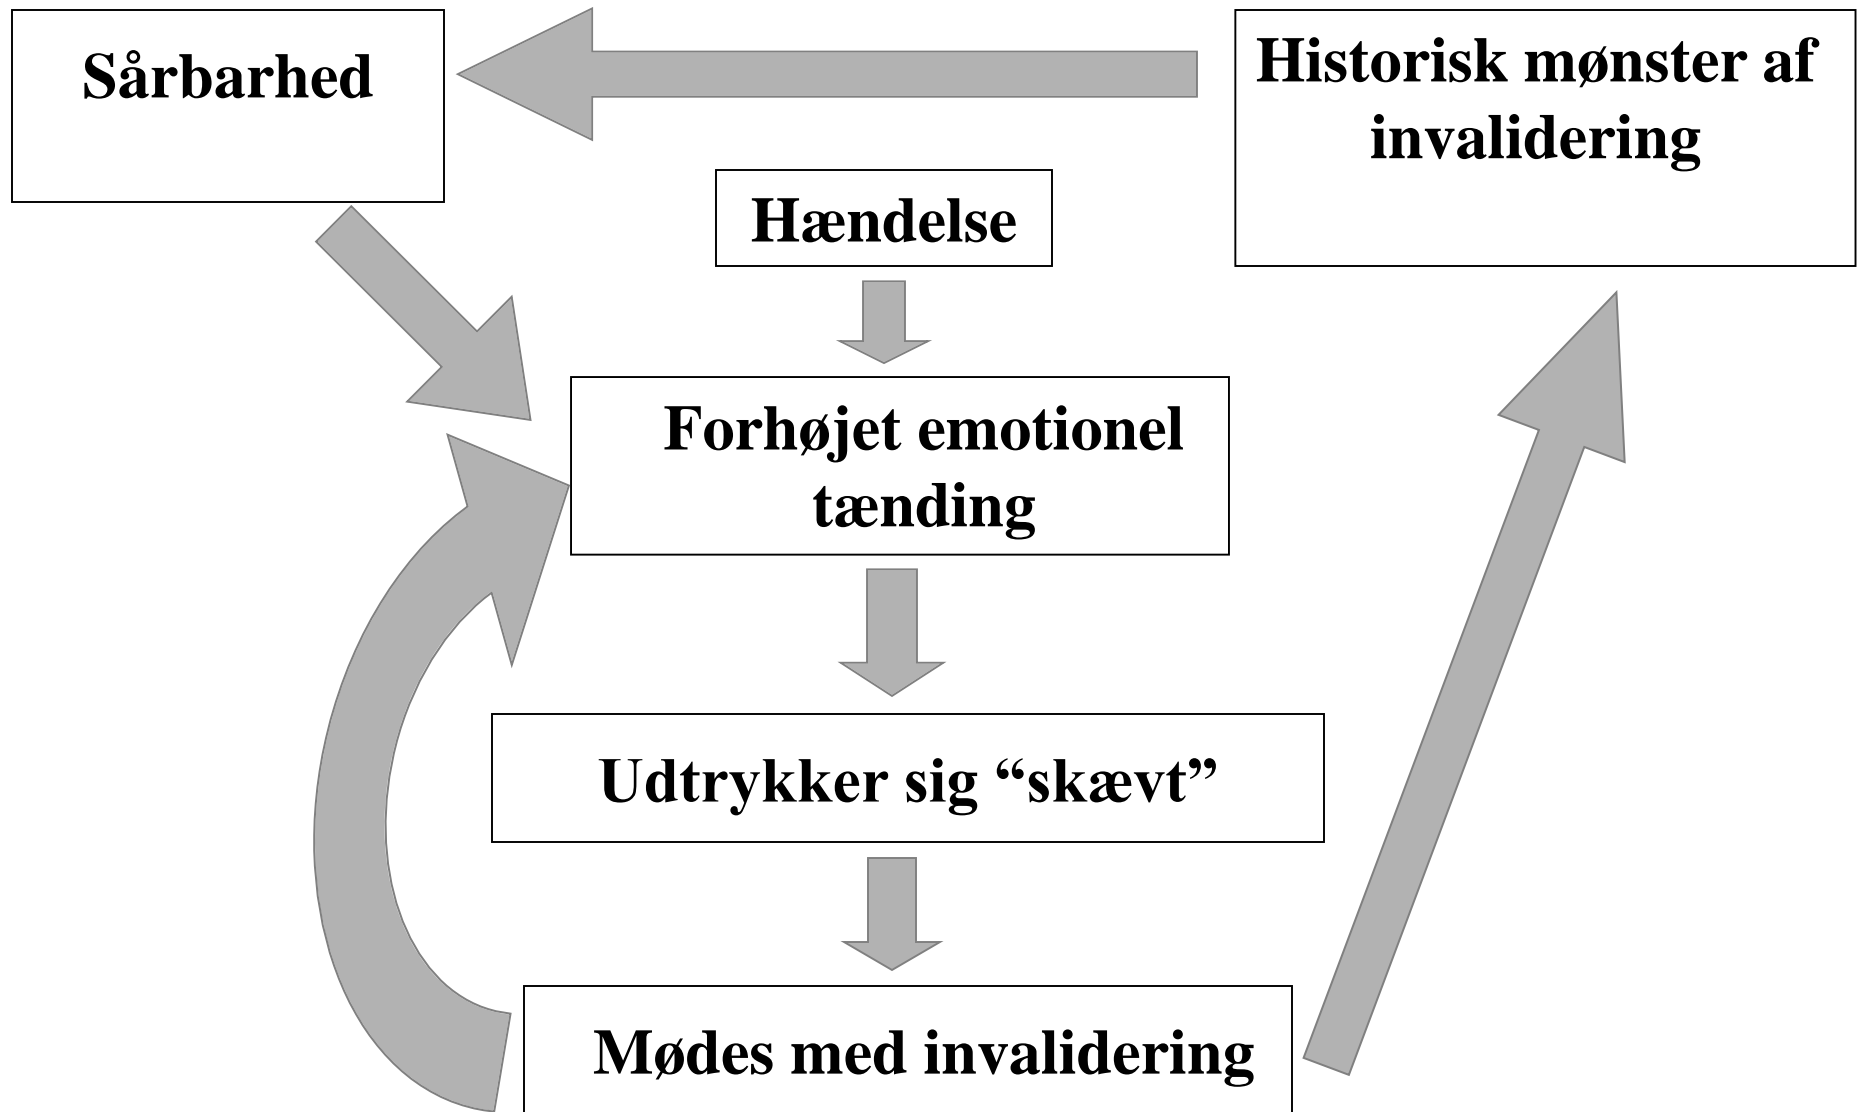 Sårbarhed
Historisk mønster af
invalidering
Hændelse
Forhøjet emotionel
tænding
Udtrykker sig “skævt”
Mødes med invalidering